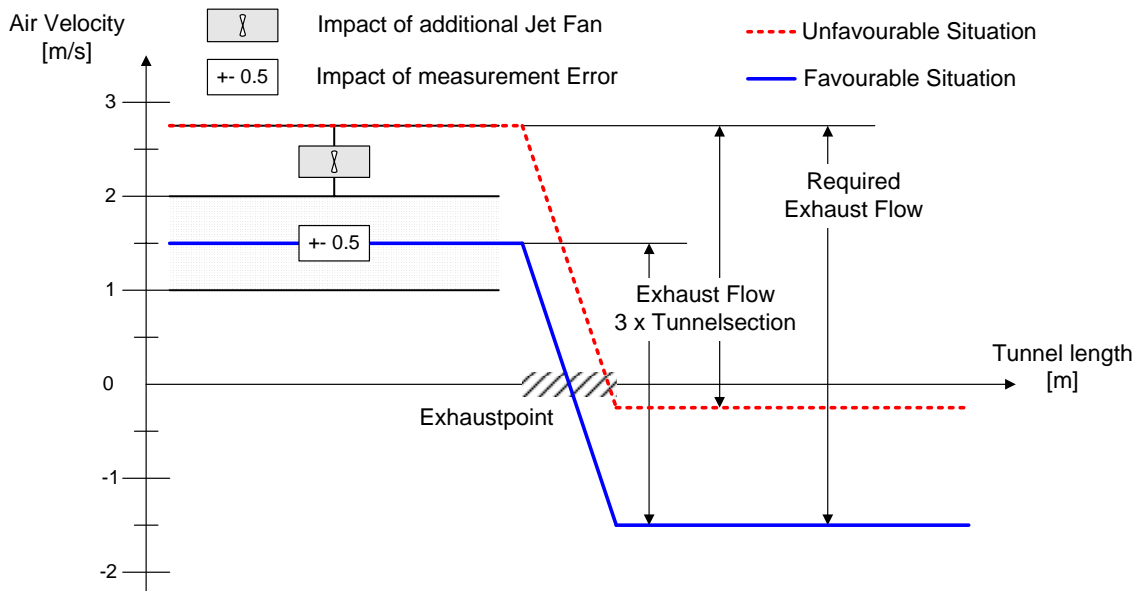 Air Velocity
[m/s]
Impact of additional Jet Fan
+- 0.5
Impact of measurement Error
Unfavourable Situation
Favourable Situation
3
2
1
0
-1
-2
+- 0.5
Required
Exhaust Flow
Exhaust Flow
3 x Tunnelsection
Tunnel length
[m]
Exhaustpoint